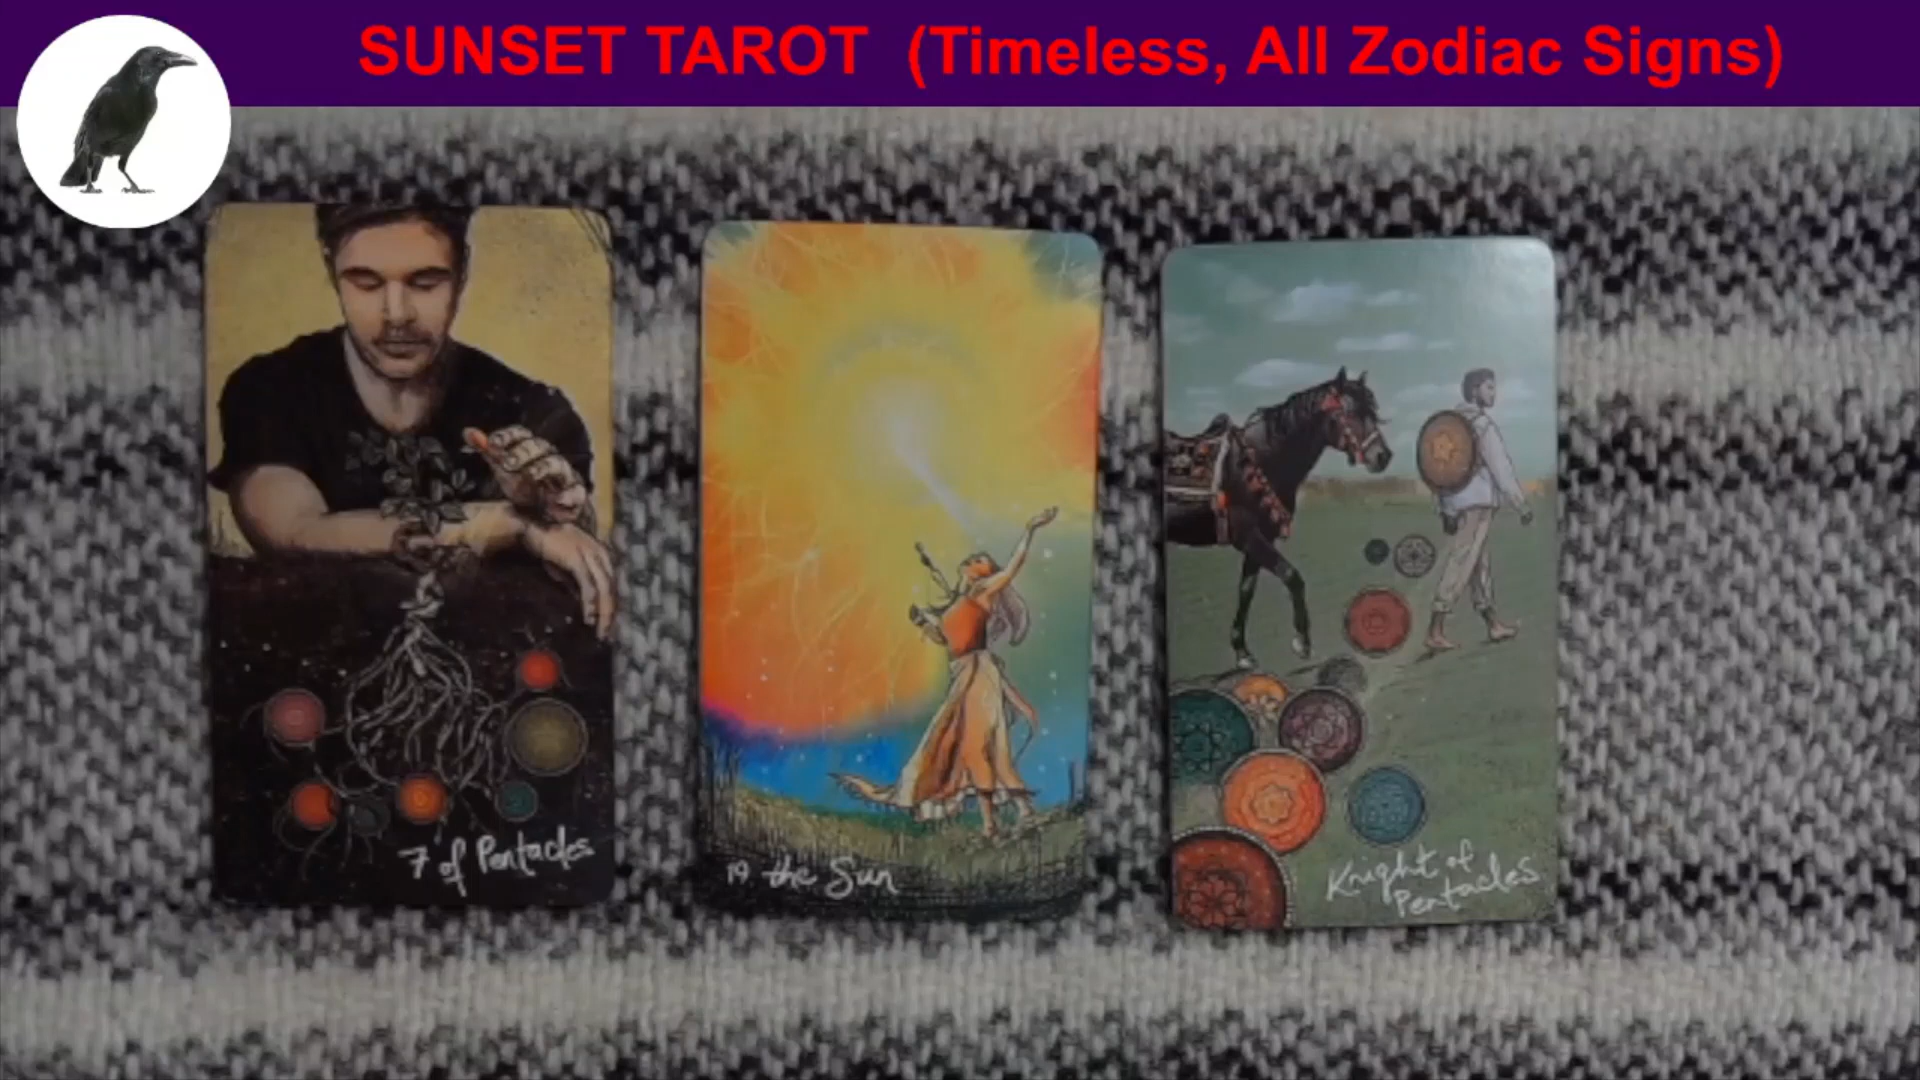 SUNSET TAROT (Timeless, All Zodiac Signs)
7 of Pentacles
19 the Sun
Knight of
Pentacles